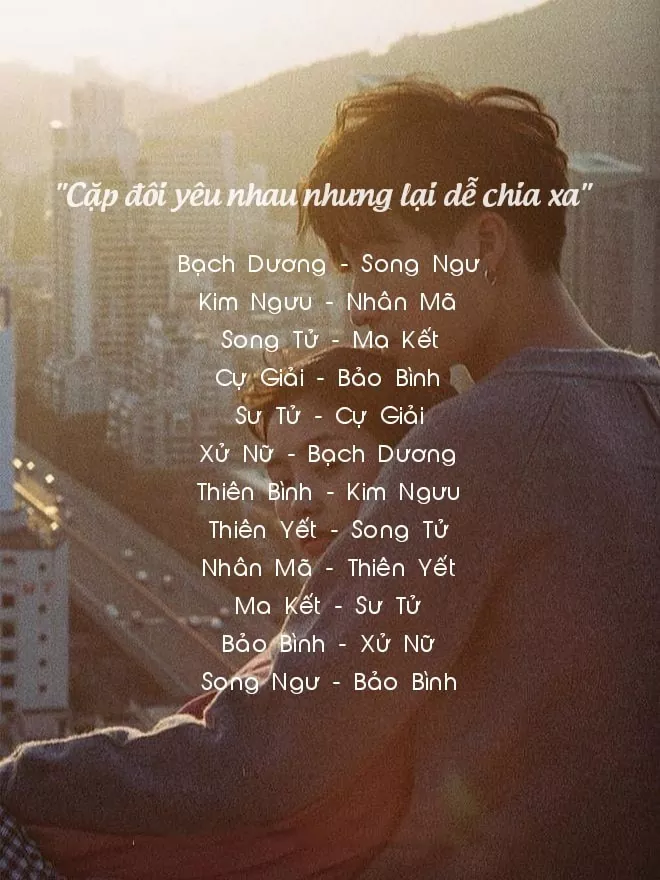 "Cặp đôi yêu nhau nhưng lại dễ chia xa"
Bạch Dương - Song Ngư
Kim Ngưu - Nhân Mã
Song Tử - Ma Kết
Cự Giải - Bảo Bình
Sư Tử - Cự Giải
Xử Nữ - Bạch Dương
Thiên Bình - Kim Ngưu
Thiên Yết - Song Tử
Nhân Mã - Thiên Yết
Ma Kết - Sư Tử
Bảo Bình - Xử Nữ
Song Ngư - Bảo Bình